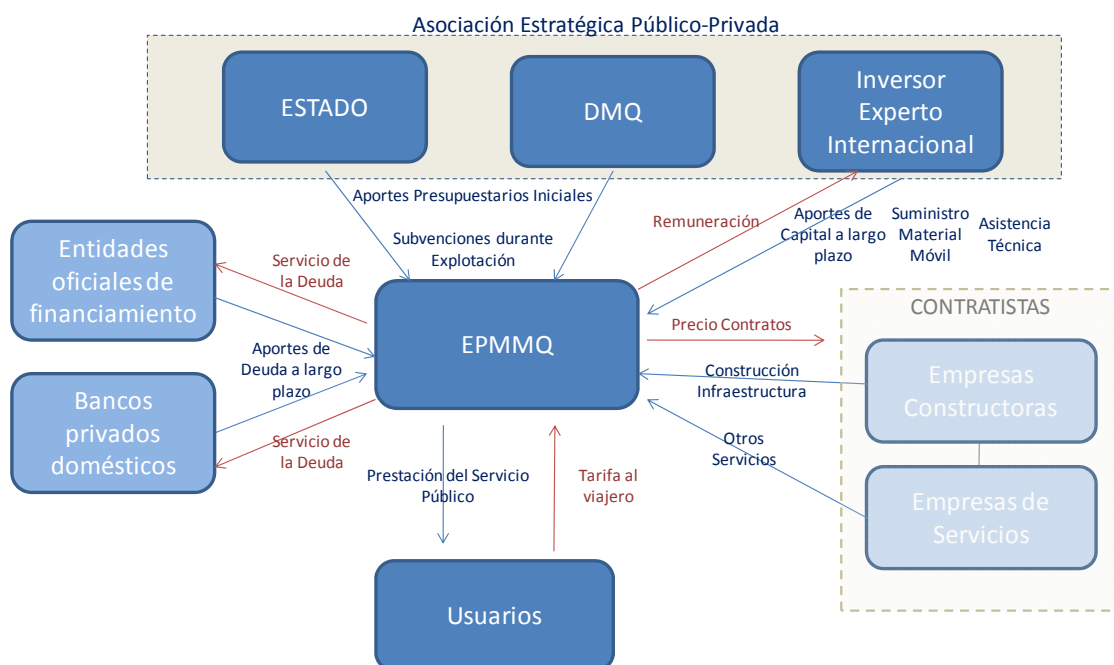 Asociación Estratégica Público-Privada
ESTADO
DMQ
Inversor
Experto
Internacional
Aportes Presupuestarios Iniciales
Subvenciones durante
Explotación
Remuneración
Aportes de
Capital a largo
plazo
Suministro
Material
Móvil
Asistencia
Técnica
Entidades
oficiales de
financiamiento
Servicio de
la Deuda
Aportes de
Deuda a largo
plazo
Bancos
privados
domésticos
Servicio de
la Deuda
EPMMQ
Precio Contratos
CONTRATISTAS
Construcción
Infraestructura
Empresas
Constructoras
Otros
Servicios
Empresas de
Servicios
Prestación del Servicio
Público
Tarifa al
viajero
Usuarios